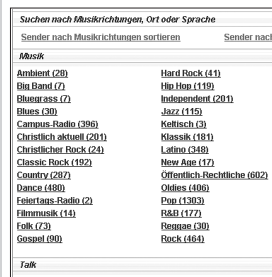 Suchen nach Musikrichtungen, Ort oder Sprache
Sender nach Musikrichtungen sortieren Sender nach
Musik
Ambient (28) Hard Rock (41)
Big Band (7) Hip Hop (119)
Bluegrass (7) Independent (201)
Blues (30) Jazz (115)
Campus-Radio (396) Keltisch (3)
Christlich aktuell (201) Klassik (181)
Christlicher Rock (24) Latino (348)
Classic Rock (192) New Age (17)
Country (287) Öffentlich-Rechtliche (602)
Dance (480) Oldies (406)
Feiertags-Radio (2) Pop (1303)
Filmmusik (14) R&B (177)
Folk (73) Reggae (30)
Gospel (90) Rock (464)
Talk